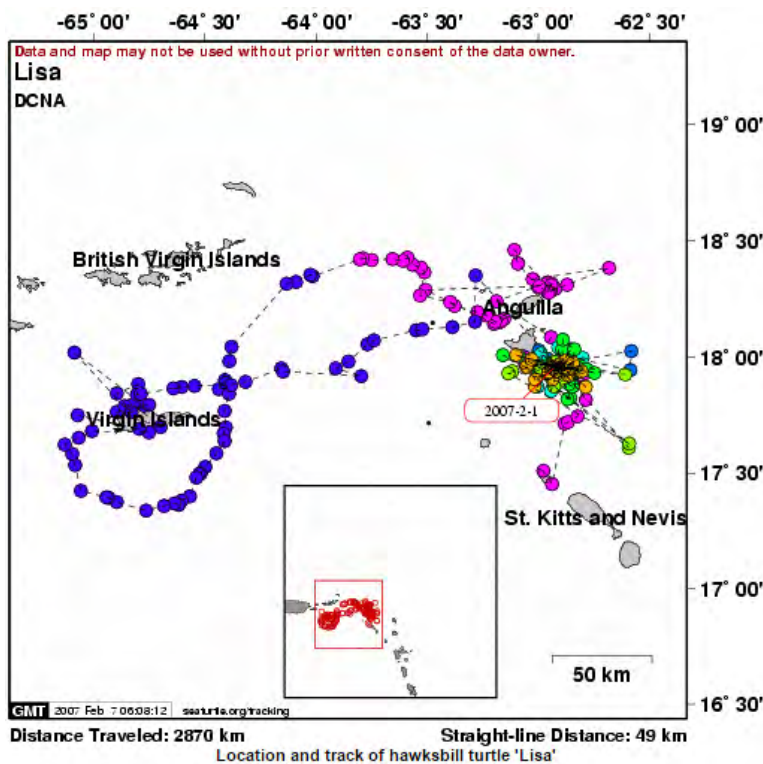 -65˚ 00' -64˚ 30' -64˚ 00' -63˚ 30' -63˚ 00' -62˚ 30'
Data and map may not be used without prior written consent of the data owner.
Lisa
DCNA
19˚ 00'
18˚ 30'
British Virgin Islands
Anguilla
18˚ 00'
2007-2-1
Virgin Islands
17˚ 30'
St. Kitts and Nevis
17˚ 00'
50 km
16˚ 30'
GMT 2007 Feb 7 06:08:12 seaturtle.org/tracking
Distance Traveled: 2870 km Straight-line Distance: 49 km
Location and track of hawksbill turtle 'Lisa'